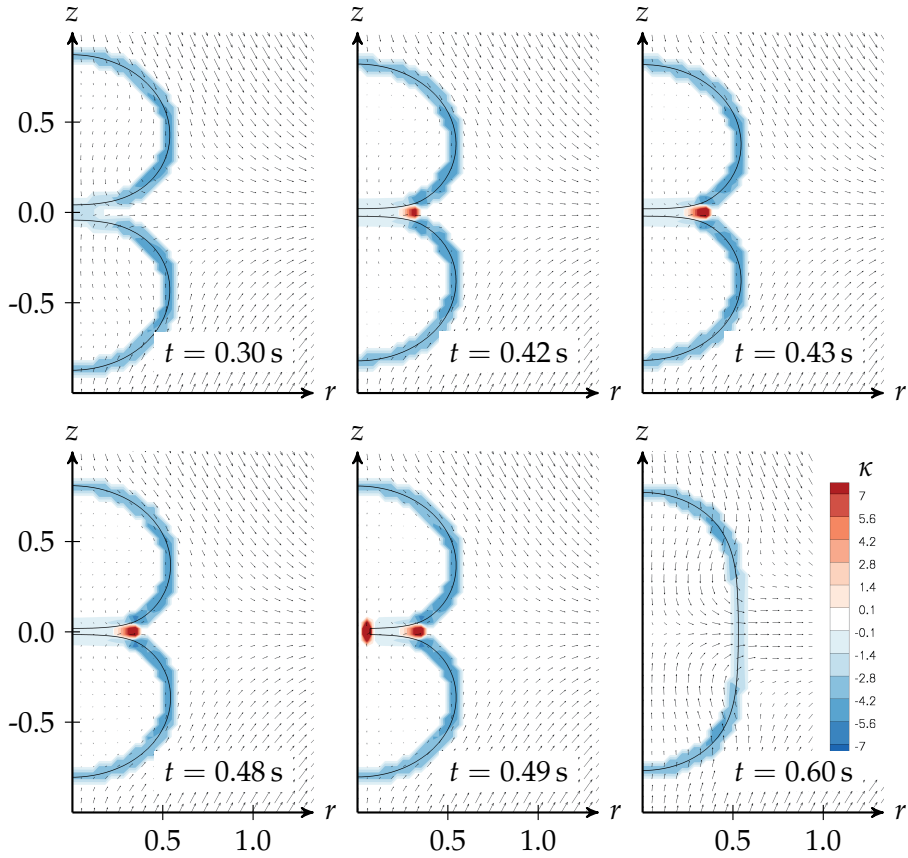 z
z
z
0.5
0.0
-0.5
t = 0.30 s
t = 0.42 s
t = 0.43 s
r
r
r
z
z
z
κ
7
5.6
4.2
2.8
1.4
0.1
-0.1
-1.4
-2.8
-4.2
-5.6
-7
0.5
0.0
-0.5
t = 0.48 s
t = 0.49 s
t = 0.60 s
r
r
r
0.5
1.0
0.5
1.0
0.5
1.0